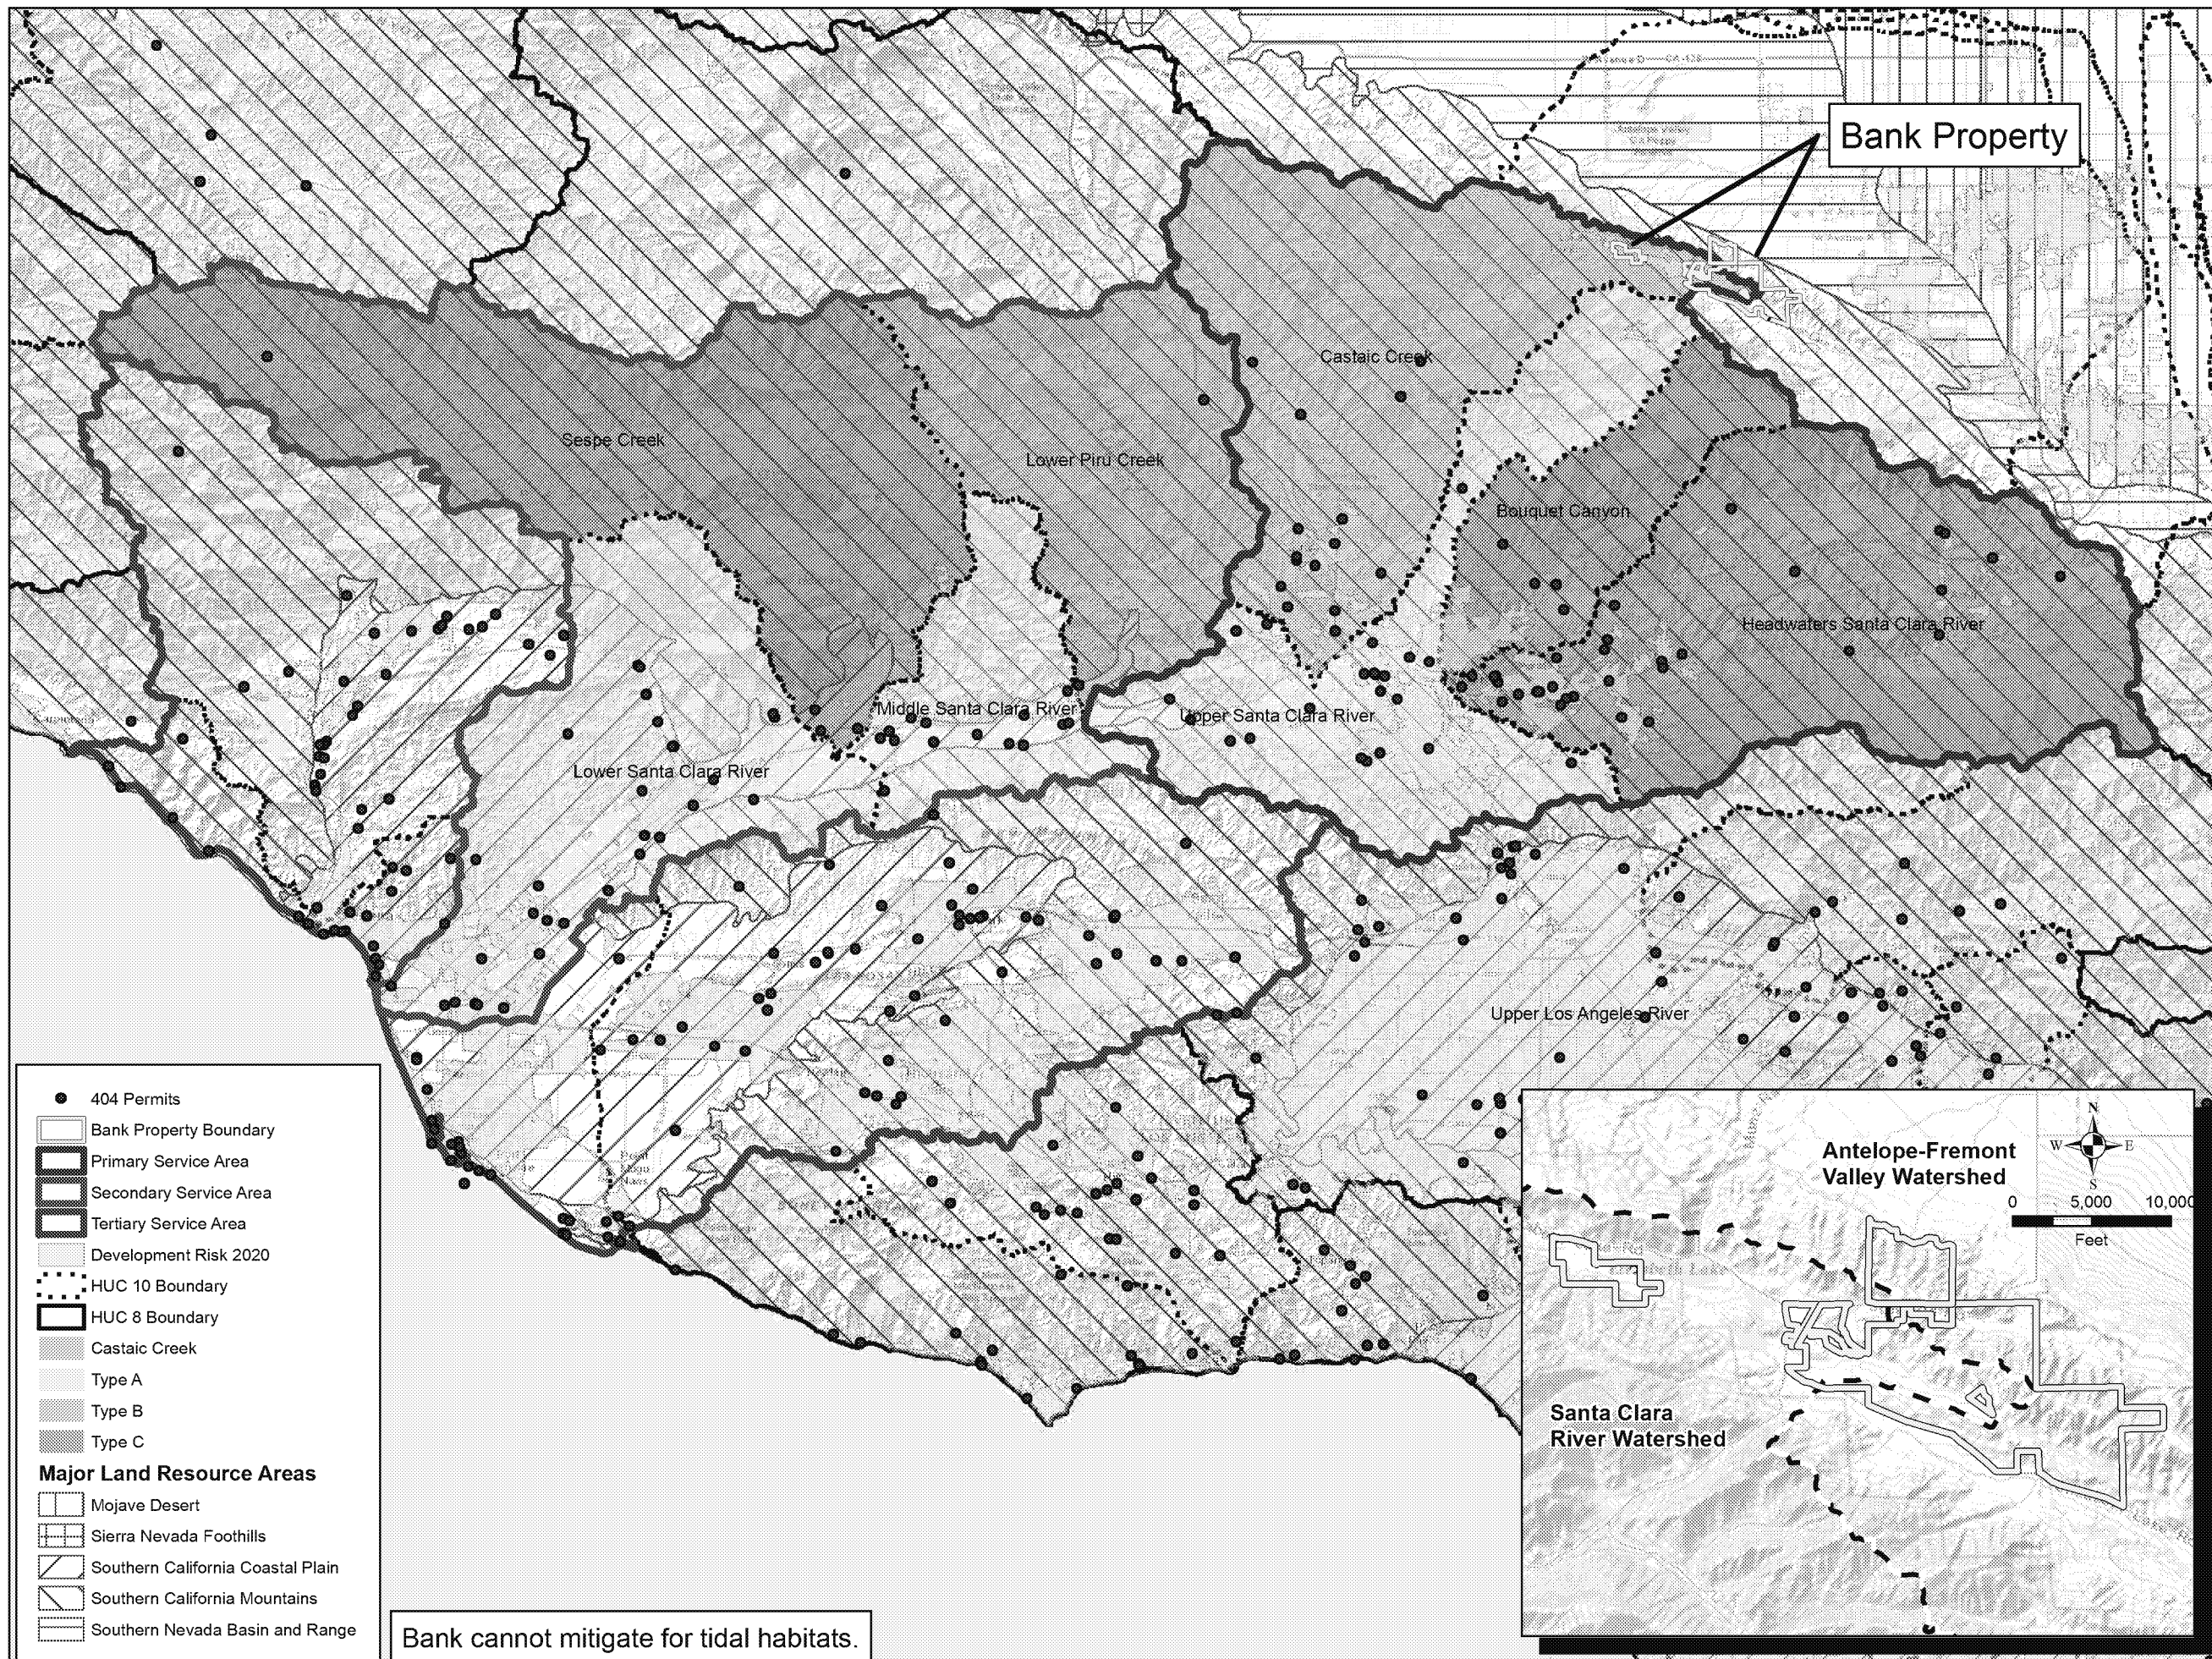 Bank Property
Castaic Creek
Sespe Creek
Lower Piru Creek
Bouquet Canyon
Headwaters Santa Clara River
Middle Santa Clara River
Upper Santa Clara River
Lower Santa Clara River
Upper Los Angeles River
404 Permits
Bank Property Boundary
Primary Service Area
Secondary Service Area
Tertiary Service Area
Development Risk 2020
HUC 10 Boundary
HUC 8 Boundary
Castaic Creek
Type A
Type B
Type C
Major Land Resource Areas
Mojave Desert
Sierra Nevada Foothills
Southern California Coastal Plain
Southern California Mountains
Southern Nevada Basin and Range
Bank cannot mitigate for tidal habitats.
Antelope-Fremont
Valley Watershed
N
W E
S
0 5,000 10,000
Feet
Santa Clara
River Watershed